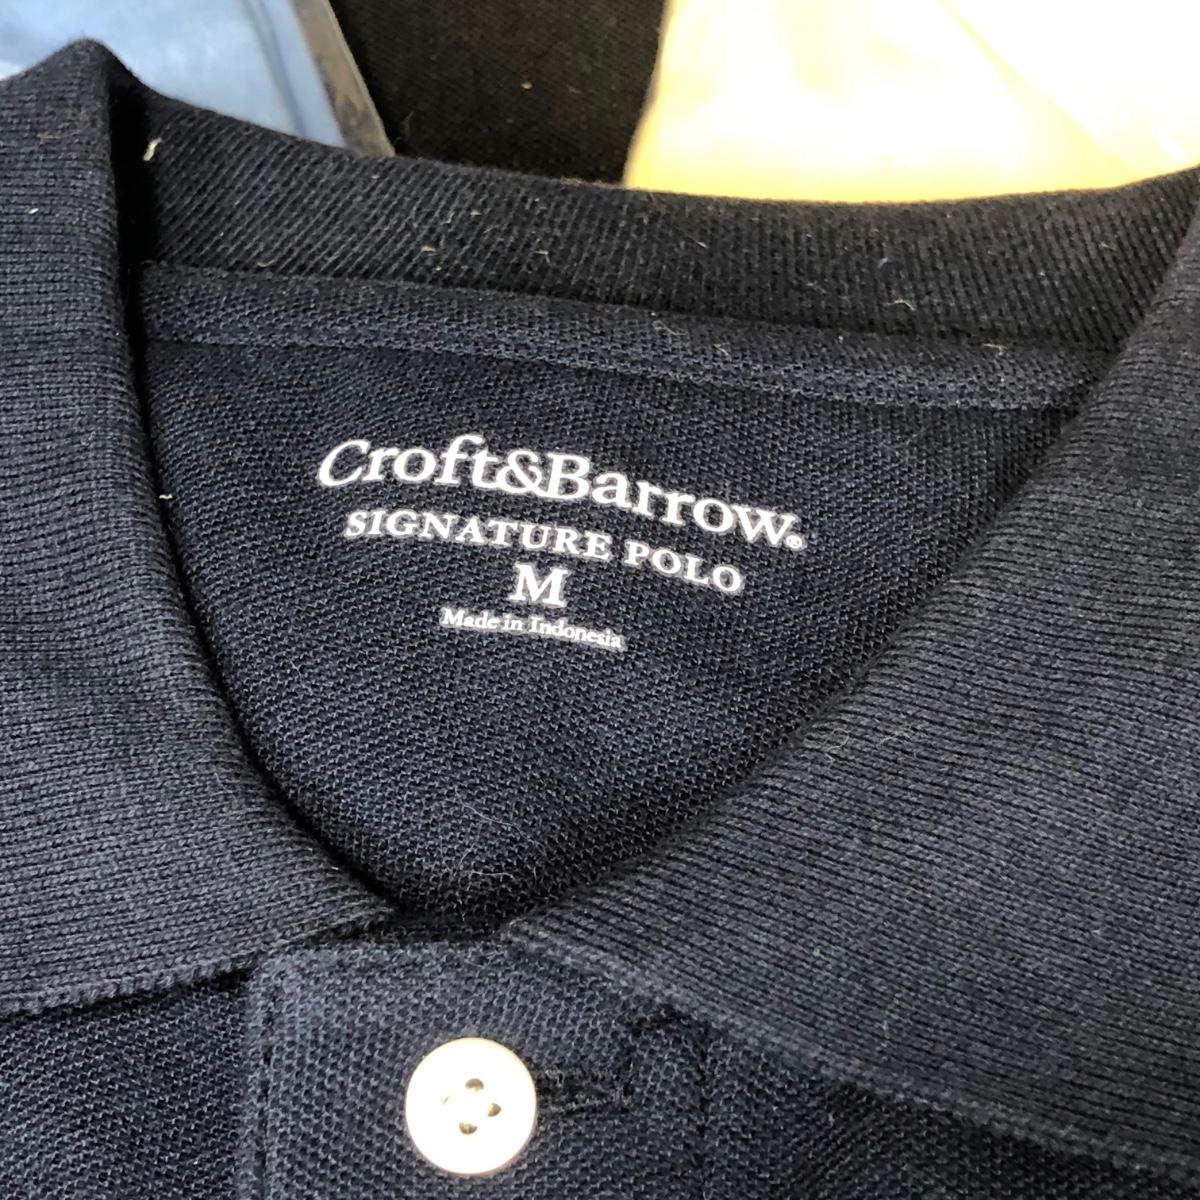 Croft&Barrow®
SIGNATURE POLO
M
Made in Indonesia